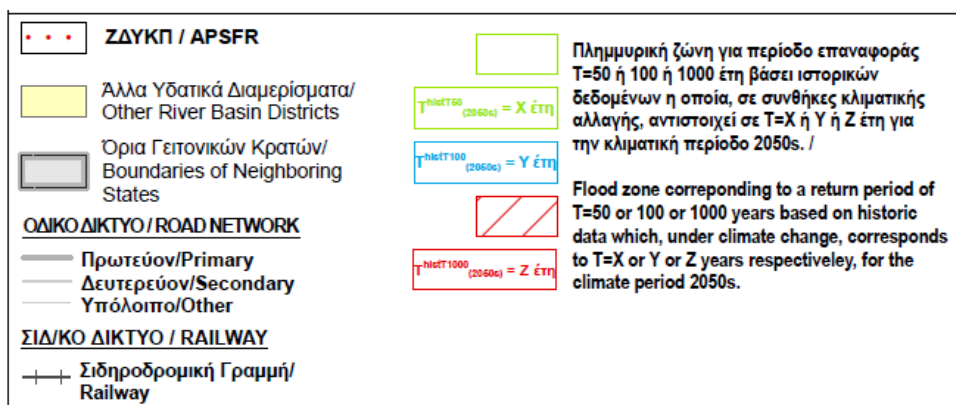 ΖΔΥΚΠ / APSFR
Άλλα Υδατικά Διαμερίσματα/
Other River Basin Districts
Όρια Γειτονικών Κρατών/
Boundaries of Neighboring
States
ΟΔΙΚΟ ΔΙΚΤΥΟ / ROAD NETWORK
Πρωτεύον/Primary
Δευτερεύον/Secondary
Υπόλοιπο/Other
ΣΙΔ/ΚΟ ΔΙΚΤΥΟ / RAILWAY
Σιδηροδρομική Γραμμή/
Railway
T^histT50 (2050s) = X έτη
T^histT100 (2050s) = Y έτη
T^histT1000 (2050s) = Z έτη
Πλημμυρική ζώνη για περίοδο επαναφοράς
T=50 ή 100 ή 1000 έτη βάσει ιστορικών
δεδομένων η οποία, σε συνθήκες κλιματικής
αλλαγής, αντιστοιχεί σε T=X ή Y ή Z έτη για
την κλιματική περίοδο 2050s. /
Flood zone correponding to a return period of
T=50 or 100 or 1000 years based on historic
data which, under climate change, corresponds
to T=X or Y or Z years respectiveley, for the
climate period 2050s.